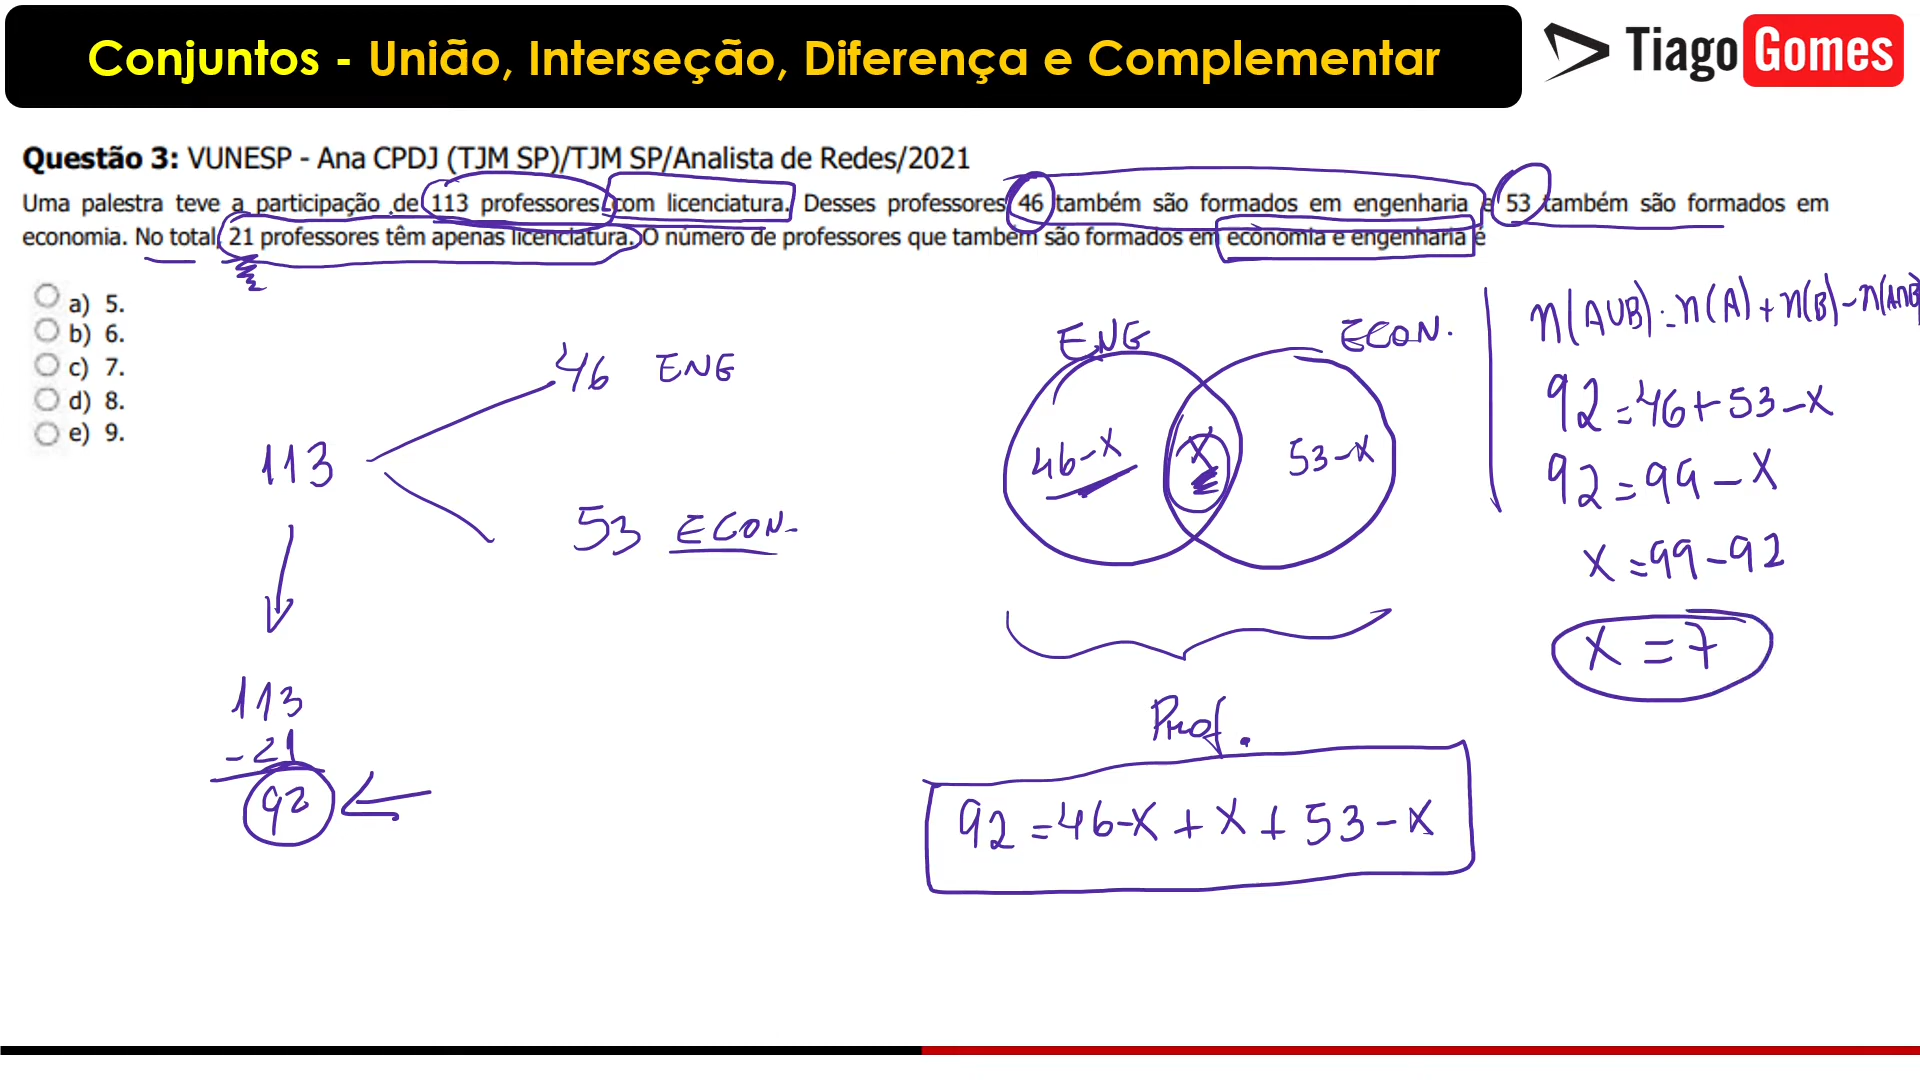 Conjuntos - União, Interseção, Diferença e Complementar
Tiago Gomes
Questão 3: VUNESP - Ana CPDJ (TJM SP)/TJM SP/Analista de Redes/2021
Uma palestra teve a participação de 113 professores com licenciatura. Desses professores 46 também são formados em engenharia e 53 também são formados em
economia. No total, 21 professores têm apenas licenciatura. O número de professores que também são formados em economia e engenharia é
a) 5.
b) 6.
c) 7.
d) 8.
e) 9.
113
46 ENG
53 ECON.
113
-21
92
ENG
ECON.
46-X
X
53-X
Prof.
92=46-X+X+53-X
n(AUB)=n(A)+n(B)-n(A∩B)
92=46+53-X
92=99-X
X=99-92
X=7